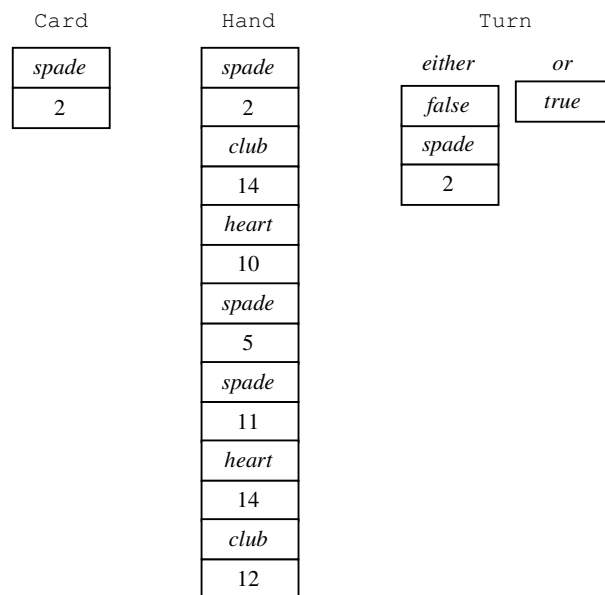 Card Hand Turn
spade
2
spade
2
club
14
heart
10
spade
5
spade
11
heart
14
club
12
either or
false
spade
2
true